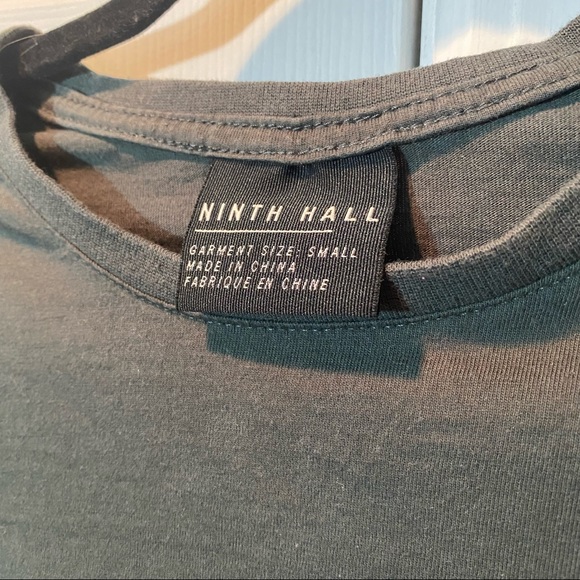 NINTH HALL
GARMENT SIZE: SMALL
MADE IN CHINA
FABRIQUE EN CHINE